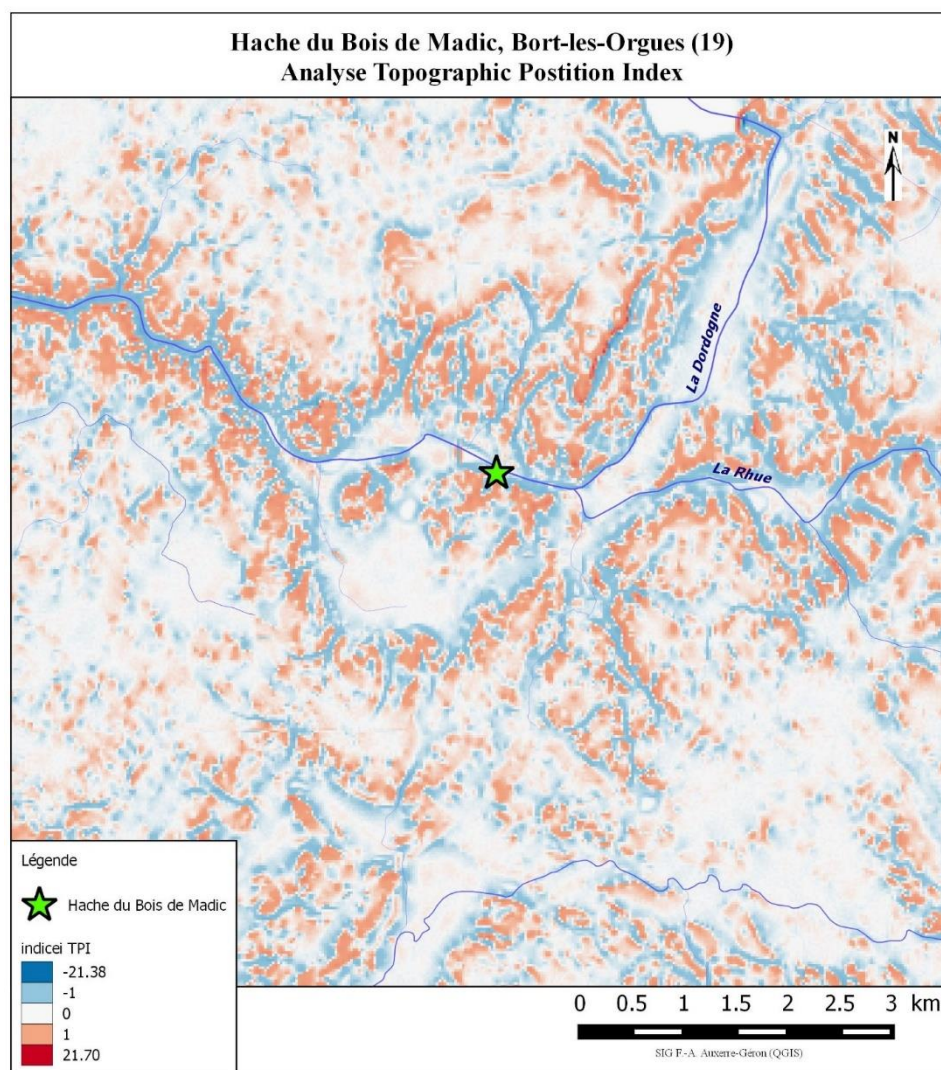 Hache du Bois de Madic, Bort-les-Orgues (19)
Analyse Topographic Postition Index
N
La Dordogne
La Rhue
Légende
Hache du Bois de Madic
indicei TPI
-21.38
-1
0
1
21.70
0 0.5 1 1.5 2 2.5 3 km
SIG F.-A. Auxerre-Géron (QGIS)